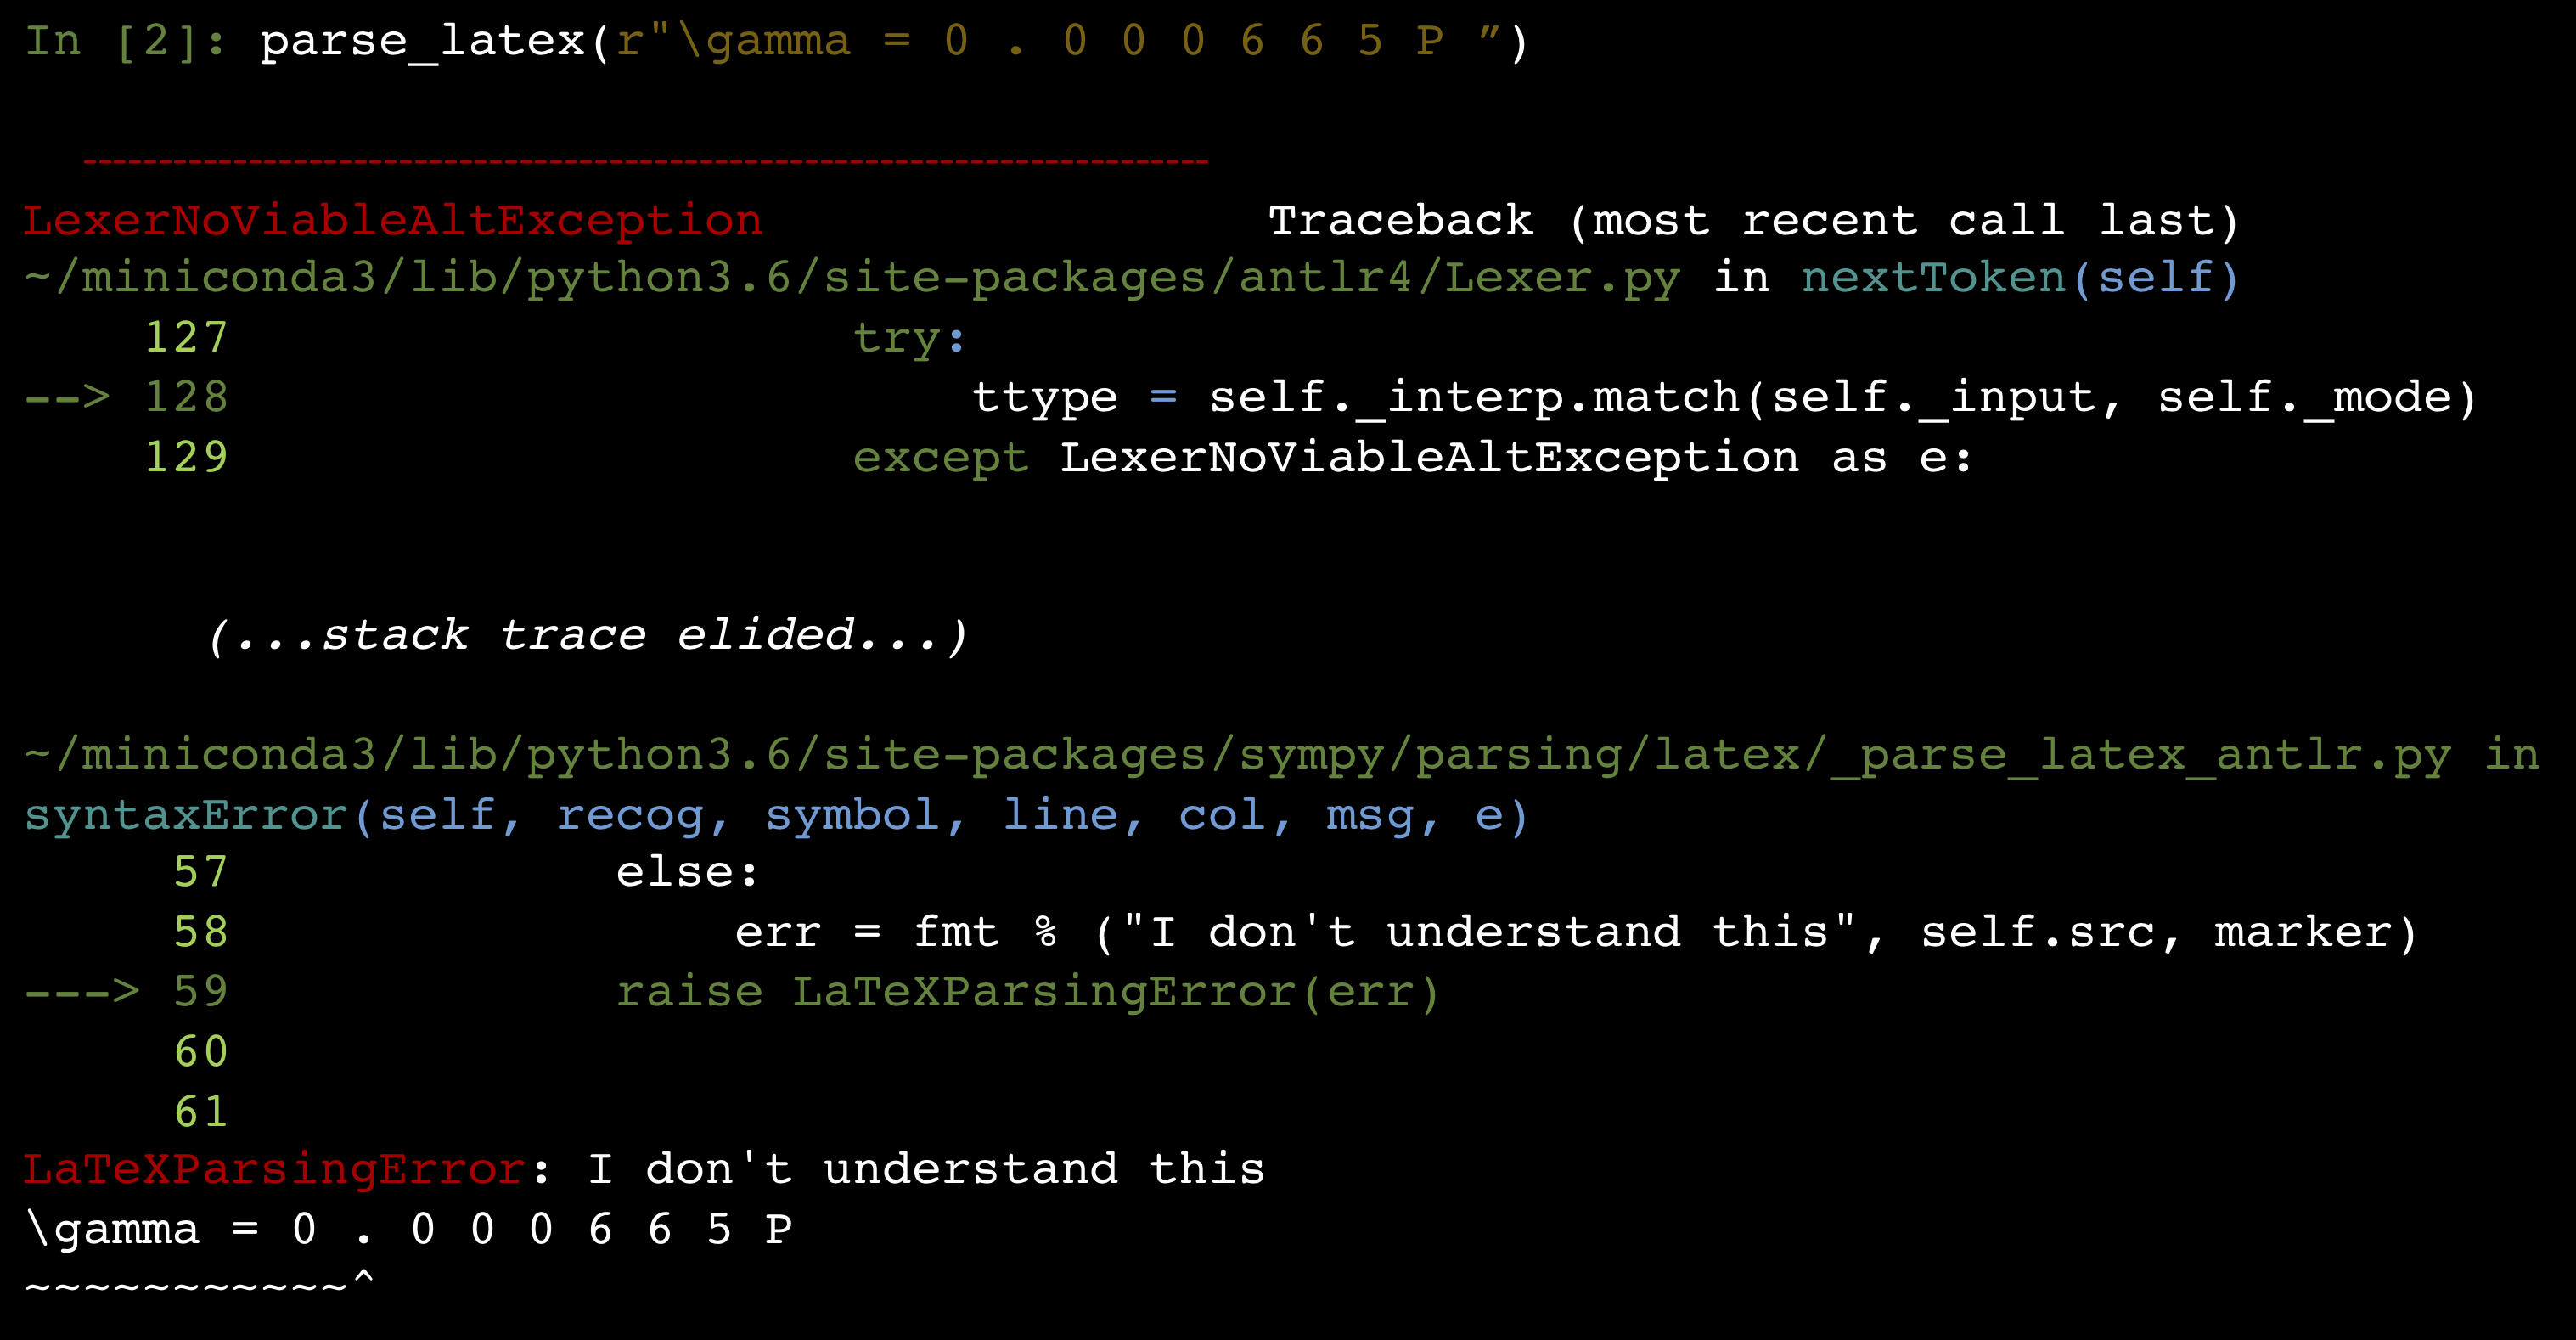 In [2]: parse_latex(r"\gamma = 0 . 0 0 0 6 6 5 P ”)
---------------------------------------------------------------------------
LexerNoViableAltException Traceback (most recent call last)
~/miniconda3/lib/python3.6/site-packages/antlr4/Lexer.py in nextToken(self)
127 try:
--> 128 ttype = self._interp.match(self._input, self._mode)
129 except LexerNoViableAltException as e:
(...stack trace elided...)
~/miniconda3/lib/python3.6/site-packages/sympy/parsing/latex/_parse_latex_antlr.py in
syntaxError(self, recog, symbol, line, col, msg, e)
57 else:
58 err = fmt % ("I don't understand this", self.src, marker)
---> 59 raise LaTeXParsingError(err)
60
61
LaTeXParsingError: I don't understand this
\gamma = 0 . 0 0 0 6 6 5 P
~~~~~~~~~~~^